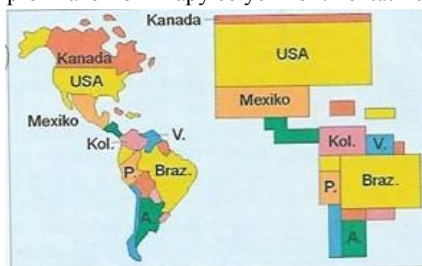 Kanada
USA
Mexiko
Kol.
V.
P.
Braz.
A.
Kanada
USA
Mexiko
Kol.
V.
P.
Braz.
A.